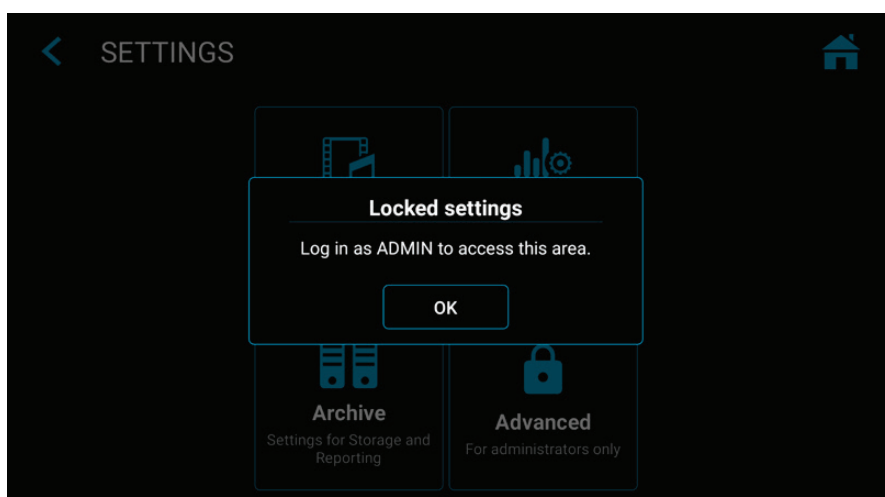 SETTINGS
Locked settings
Log in as ADMIN to access this area.
OK
Archive
Settings for Storage and
Reporting
Advanced
For administrators only